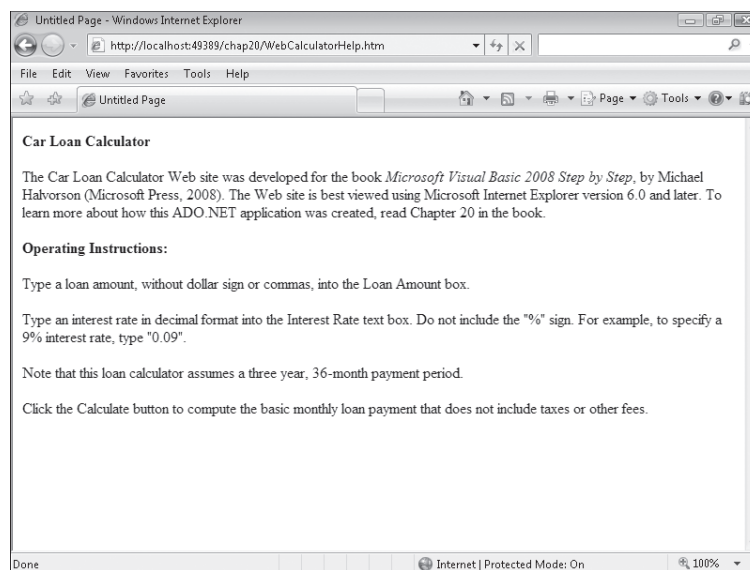 Untitled Page - Windows Internet Explorer
http://localhost:49389/chap20/WebCalculatorHelp.htm
File Edit View Favorites Tools Help
Untitled Page Page Tools
Car Loan Calculator
The Car Loan Calculator Web site was developed for the book Microsoft Visual Basic 2008 Step by Step, by Michael
Halvorson (Microsoft Press, 2008). The Web site is best viewed using Microsoft Internet Explorer version 6.0 and later. To
learn more about how this ADO.NET application was created, read Chapter 20 in the book.
Operating Instructions:
Type a loan amount, without dollar sign or commas, into the Loan Amount box.
Type an interest rate in decimal format into the Interest Rate text box. Do not include the "%" sign. For example, to specify a
9% interest rate, type "0.09".
Note that this loan calculator assumes a three year, 36-month payment period.
Click the Calculate button to compute the basic monthly loan payment that does not include taxes or other fees.
Done Internet | Protected Mode: On 100%